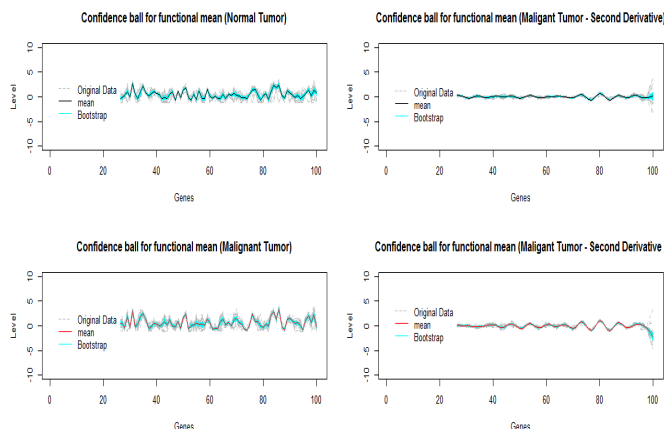 Confidence ball for functional mean (Normal Tumor)
Level
10
5
0
-5
-10
Original Data
mean
Bootstrap
0 20 40 60 80 100
Genes
Confidence ball for functional mean (Maligant Tumor - Second Derivative)
Level
10
5
0
-5
-10
Original Data
mean
Bootstrap
0 20 40 60 80 100
Genes
Confidence ball for functional mean (Malignant Tumor)
Level
10
5
0
-5
-10
Original Data
mean
Bootstrap
0 20 40 60 80 100
Genes
Confidence ball for functional mean (Maligant Tumor - Second Derivative
Level
10
5
0
-5
-10
Original Data
mean
Bootstrap
0 20 40 60 80 100
Genes